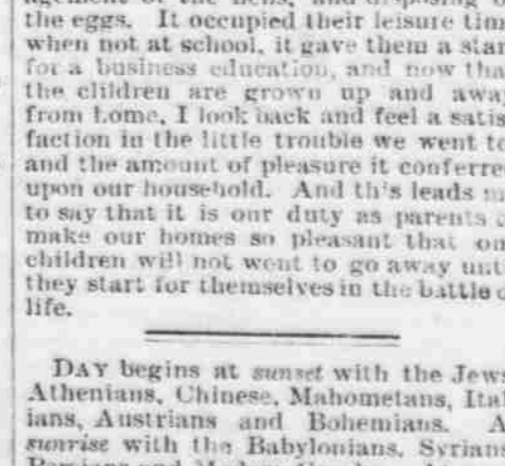 the eggs. It occupied their leisure tim
when not at school, it gave them a star
for a business education, and now tha
the children are grown up and away
from home, I look back and feel a satis
faction in the little trouble we went to
and the amount of pleasure it conferre
upon our household. And th's leads
to say that it is our duty as parents
make our homes so pleasant that ou
children will not went to go away unt
they start for themselves in the battle o
life.
DAY begins at sunset with the Jews
Athenians, Chinese, Mahometans, Ital
ians, Austrians and Bohemians. A
sunrise with the Babylonians, Syrians